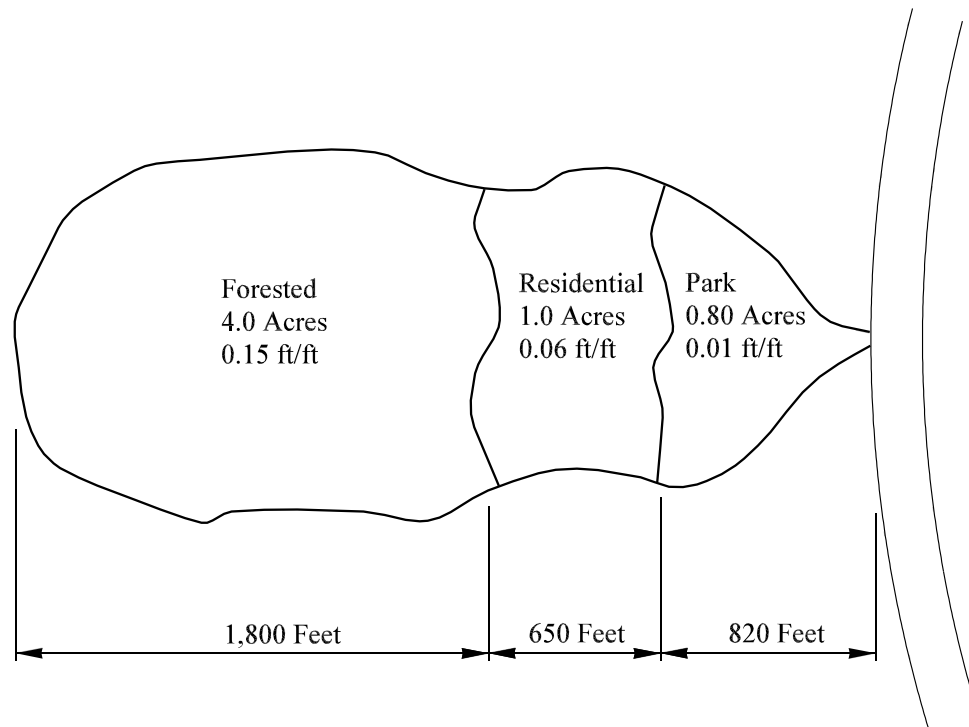 Forested
4.0 Acres
0.15 ft/ft
Residential
1.0 Acres
0.06 ft/ft
Park
0.80 Acres
0.01 ft/ft
1,800 Feet
650 Feet
820 Feet